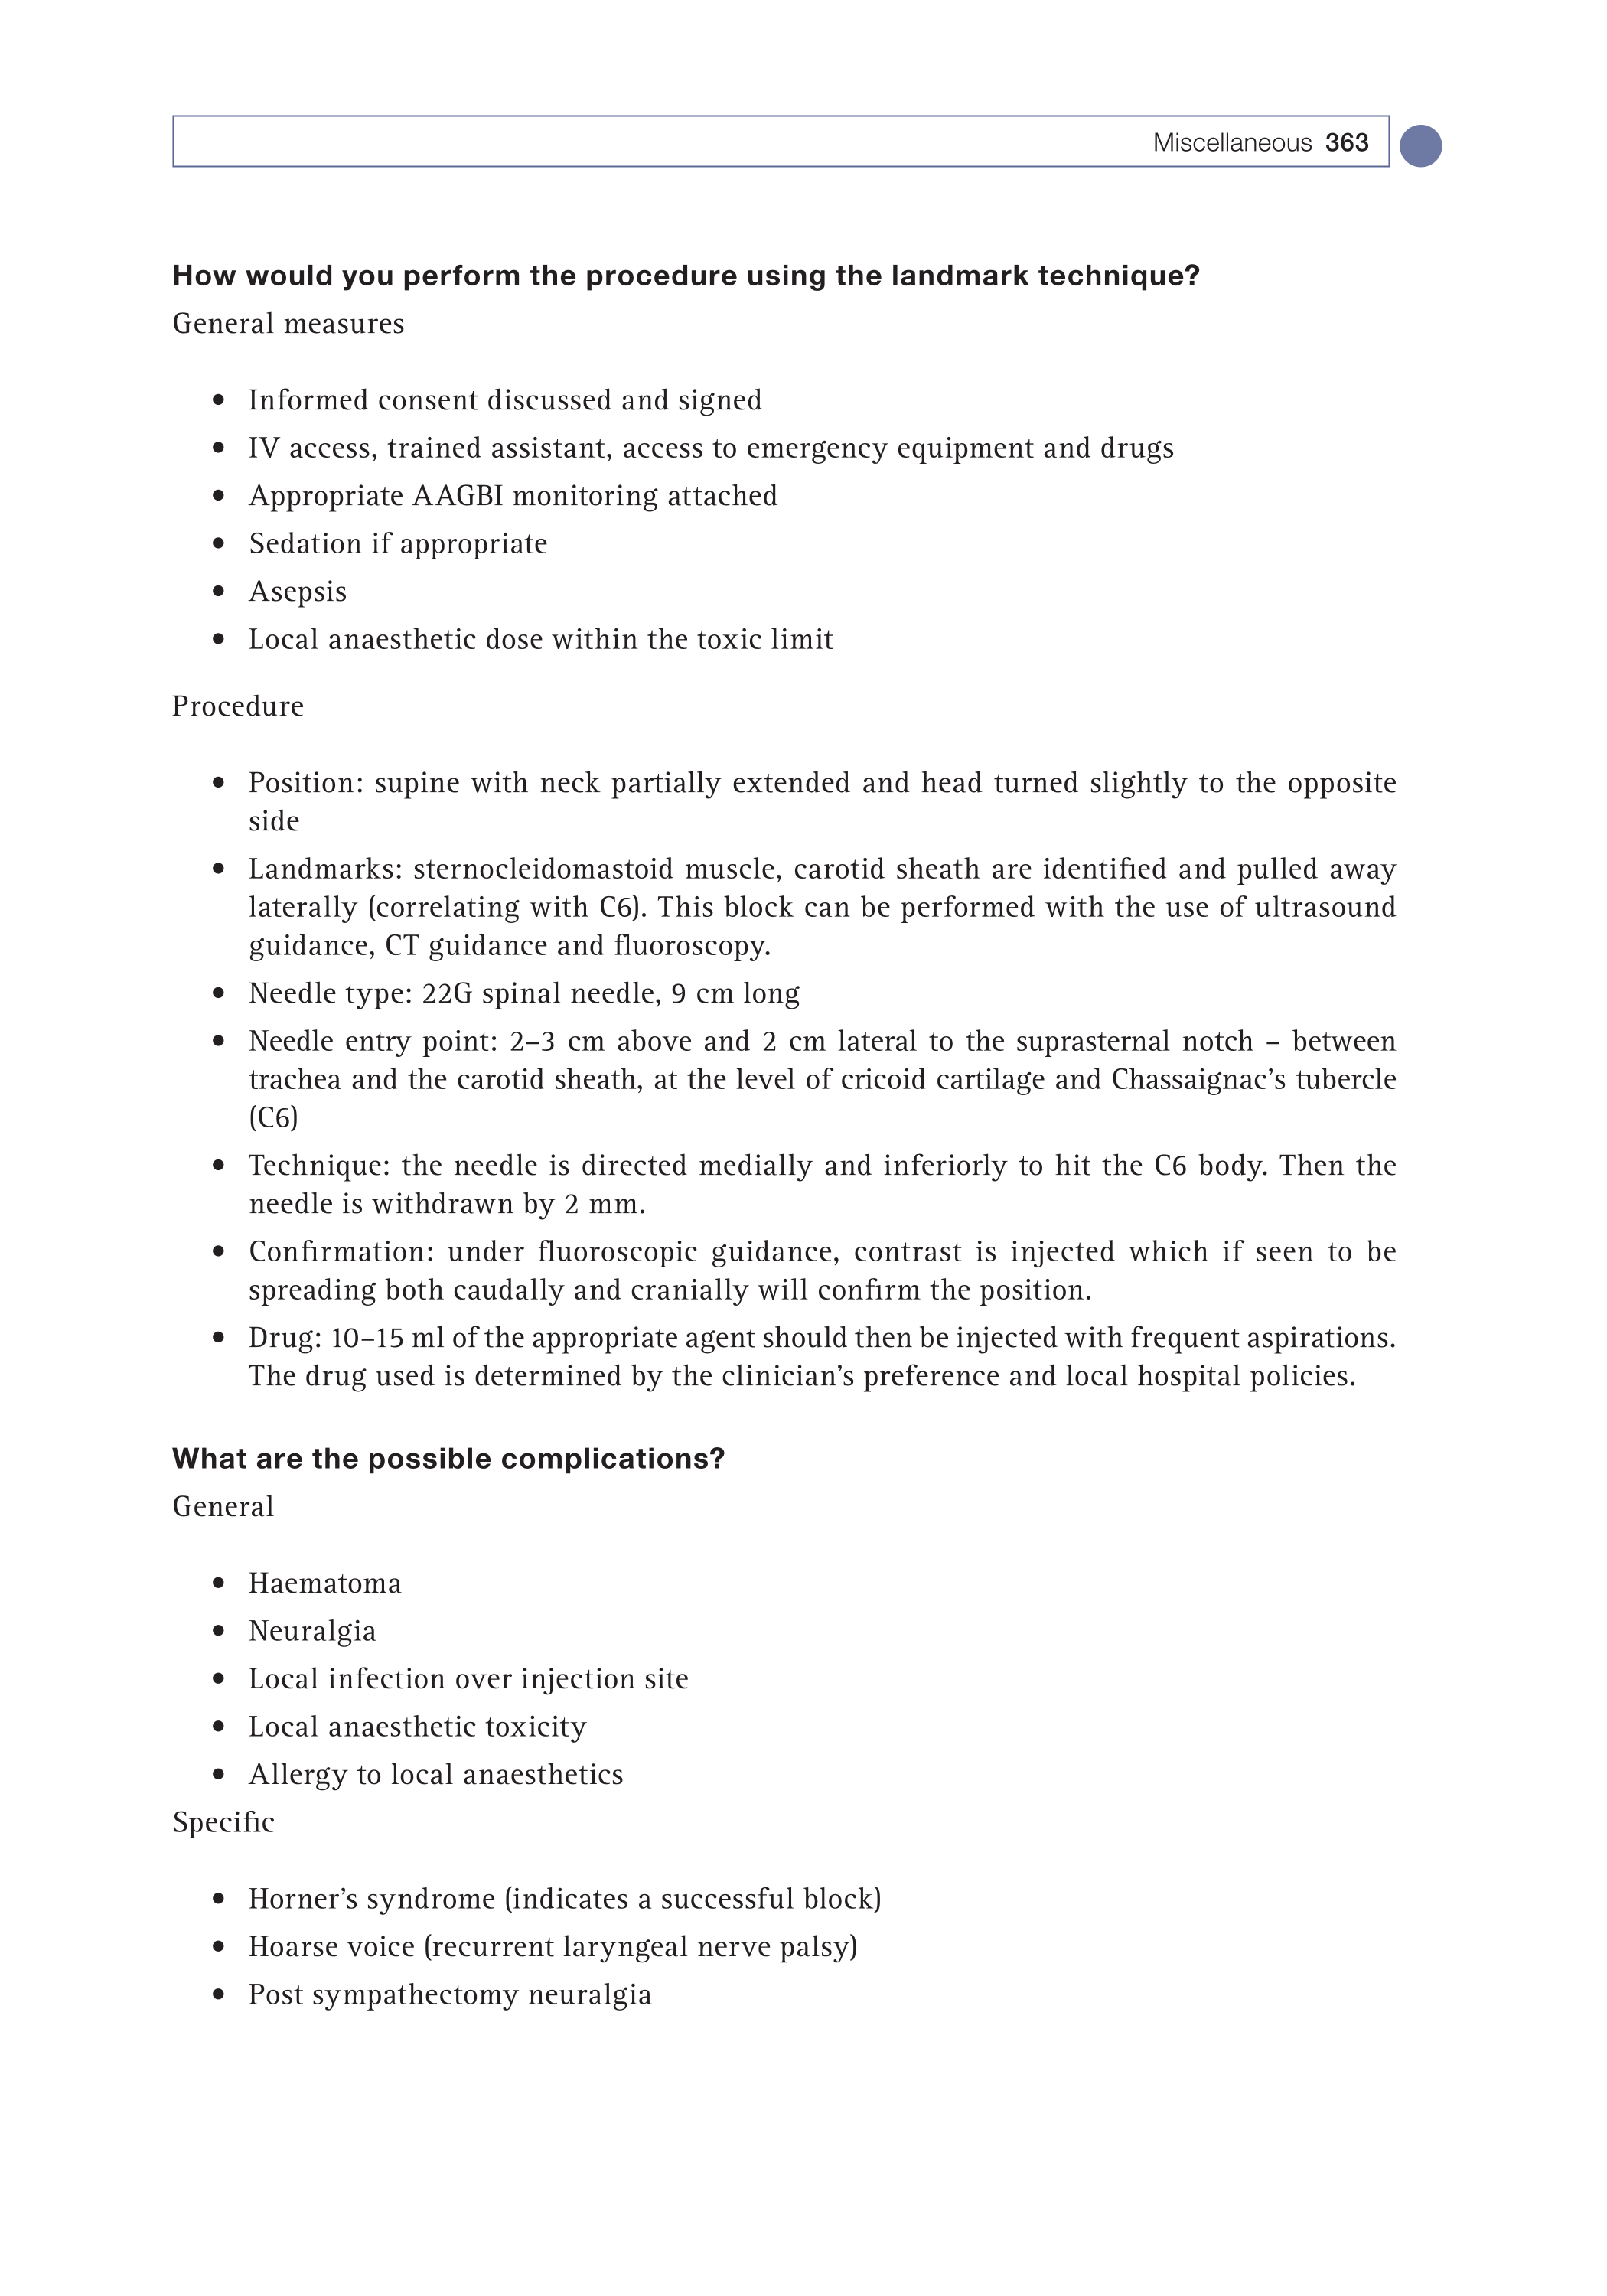 Miscellaneous 363
How would you perform the procedure using the landmark technique?
General measures
• Informed consent discussed and signed
• IV access, trained assistant, access to emergency equipment and drugs
• Appropriate AAGBI monitoring attached
• Sedation if appropriate
• Asepsis
• Local anaesthetic dose within the toxic limit
Procedure
• Position: supine with neck partially extended and head turned slightly to the opposite
side
• Landmarks: sternocleidomastoid muscle, carotid sheath are identified and pulled away
laterally (correlating with C6). This block can be performed with the use of ultrasound
guidance, CT guidance and fluoroscopy.
• Needle type: 22G spinal needle, 9 cm long
• Needle entry point: 2–3 cm above and 2 cm lateral to the suprasternal notch – between
trachea and the carotid sheath, at the level of cricoid cartilage and Chassaignac's tubercle
(C6)
• Technique: the needle is directed medially and inferiorly to hit the C6 body. Then the
needle is withdrawn by 2 mm.
• Confirmation: under fluoroscopic guidance, contrast is injected which if seen to be
spreading both caudally and cranially will confirm the position.
• Drug: 10–15 ml of the appropriate agent should then be injected with frequent aspirations.
The drug used is determined by the clinician's preference and local hospital policies.
What are the possible complications?
General
• Haematoma
• Neuralgia
• Local infection over injection site
• Local anaesthetic toxicity
• Allergy to local anaesthetics
Specific
• Horner's syndrome (indicates a successful block)
• Hoarse voice (recurrent laryngeal nerve palsy)
• Post sympathectomy neuralgia